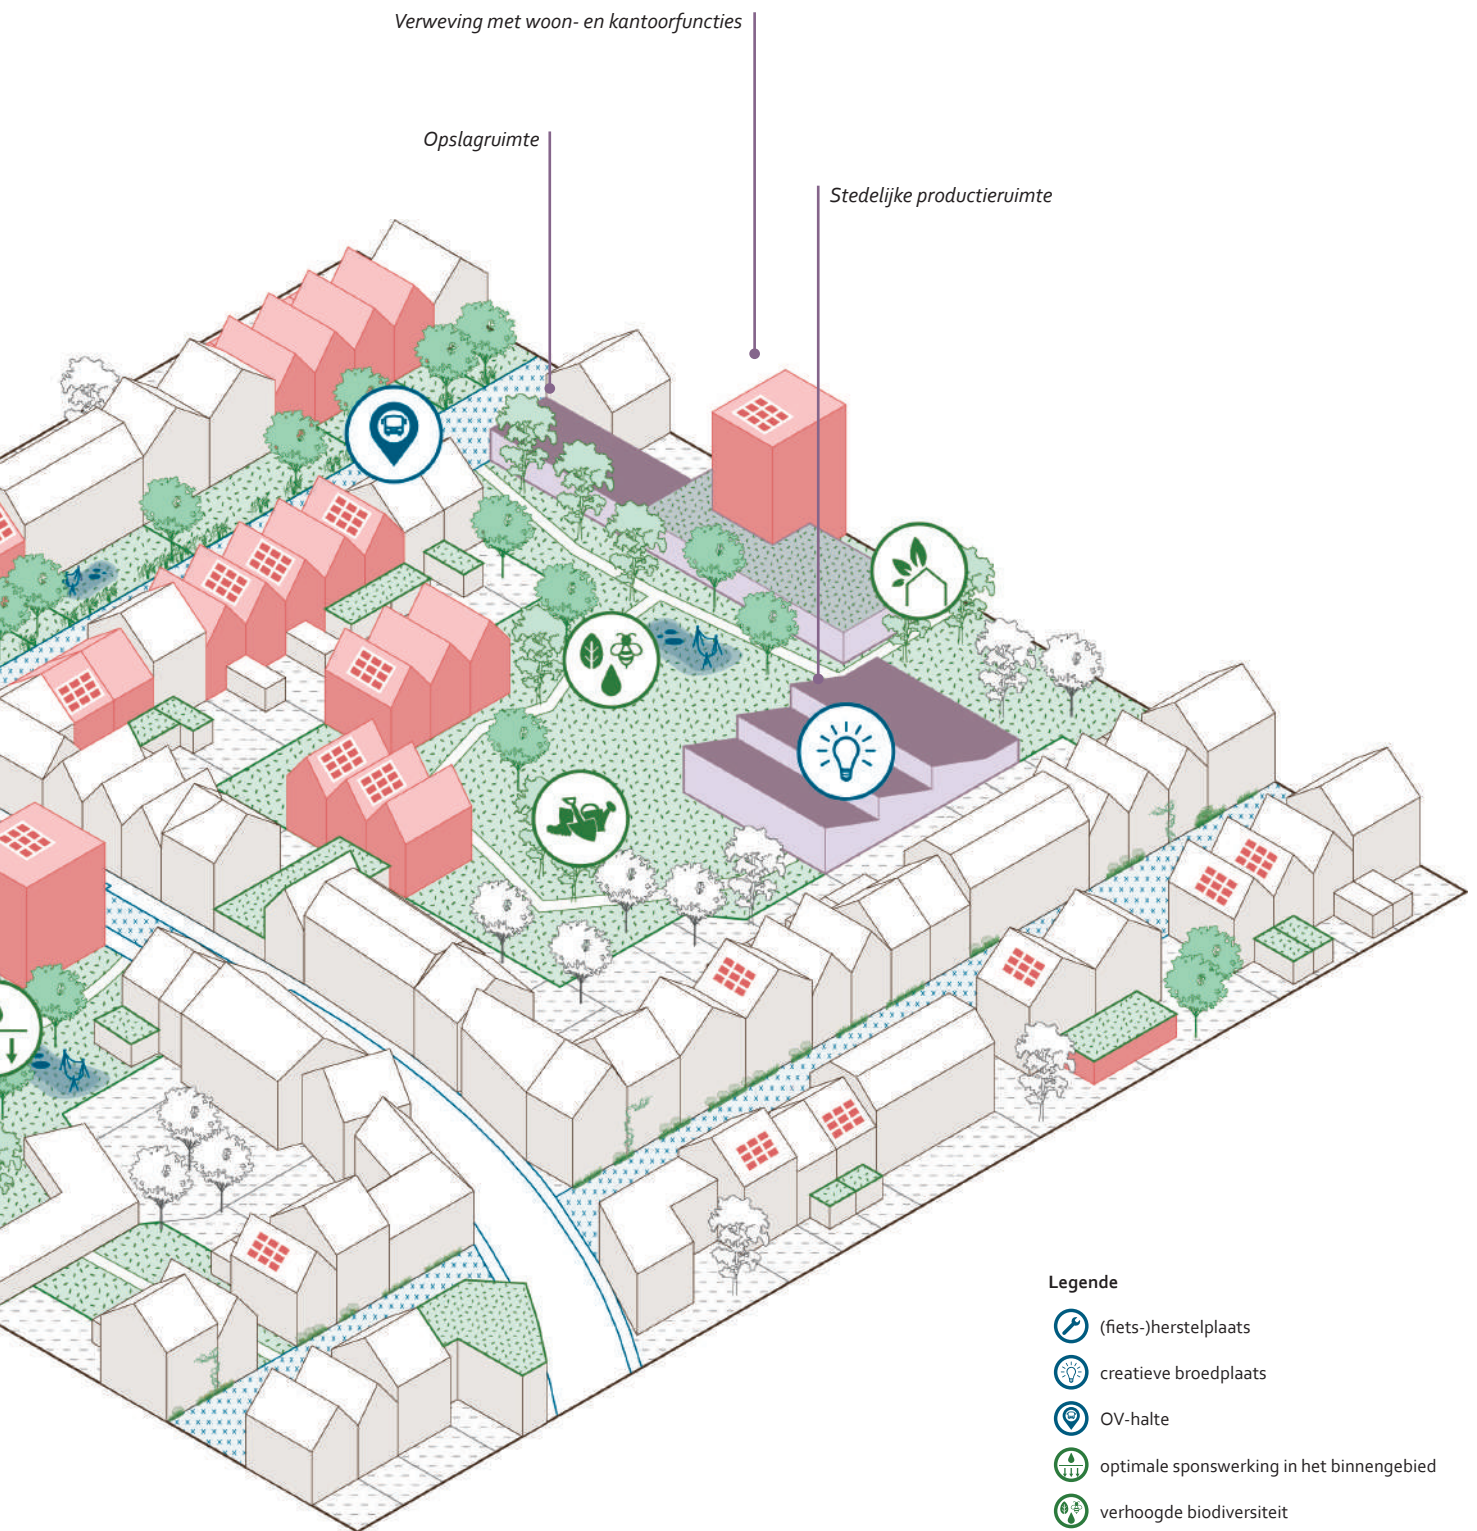 Verweving met woon- en kantoorfuncties
Opslagruimte
Stedelijke productieruimte
Legende
(fiets-)herstelplaats
creatieve broedplaats
OV-halte
optimale sponswerking in het binnengebied
verhoogde biodiversiteit